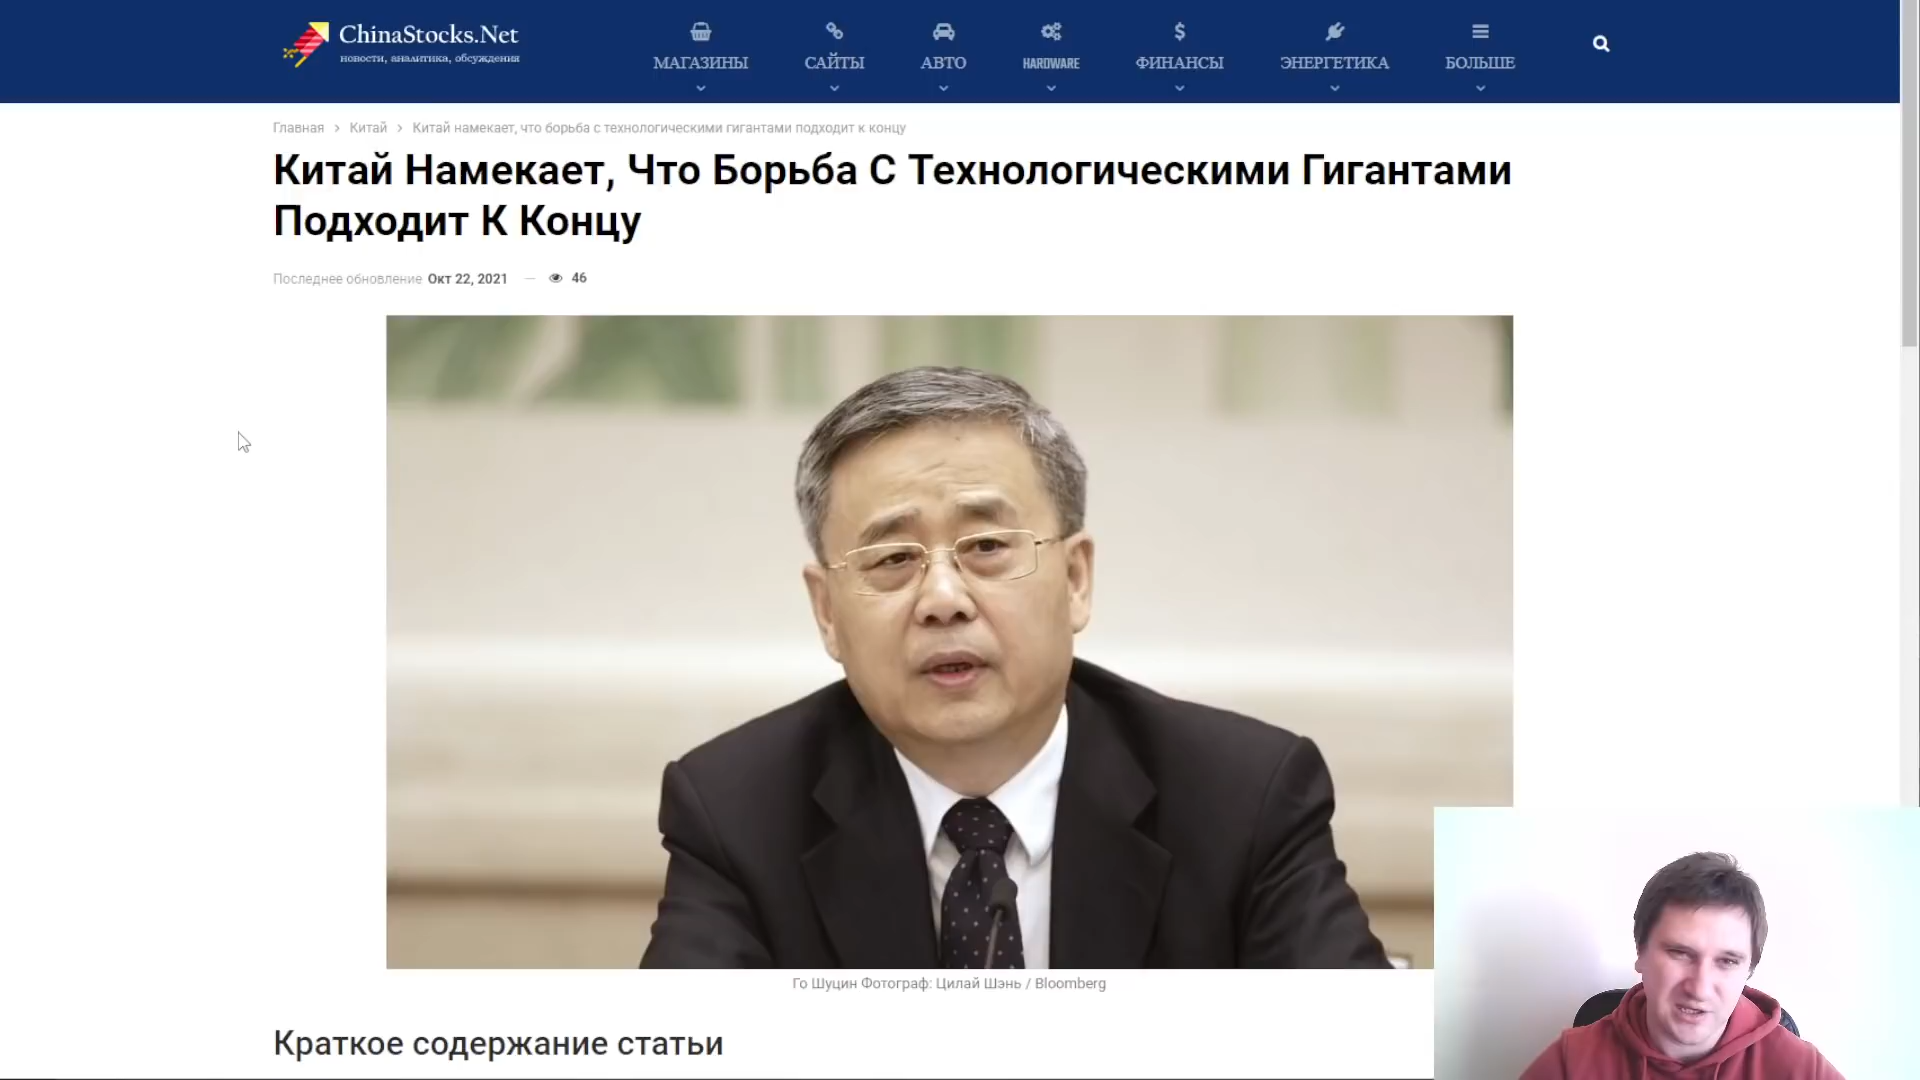 ChinaStocks.Net
новости, аналитика, обсуждения
МАГАЗИНЫ
САЙТЫ
АВТО
HARDWARE
ФИНАНСЫ
ЭНЕРГЕТИКА
БОЛЬШЕ
Главная > Китай > Китай намекает, что борьба с технологическими гигантами подходит к концу
Китай Намекает, Что Борьба С Технологическими Гигантами
Подходит К Концу
Последнее обновление Окт 22, 2021 — 46
Го Шуцин Фотограф: Цилай Шэнь / Bloomberg
Краткое содержание статьи